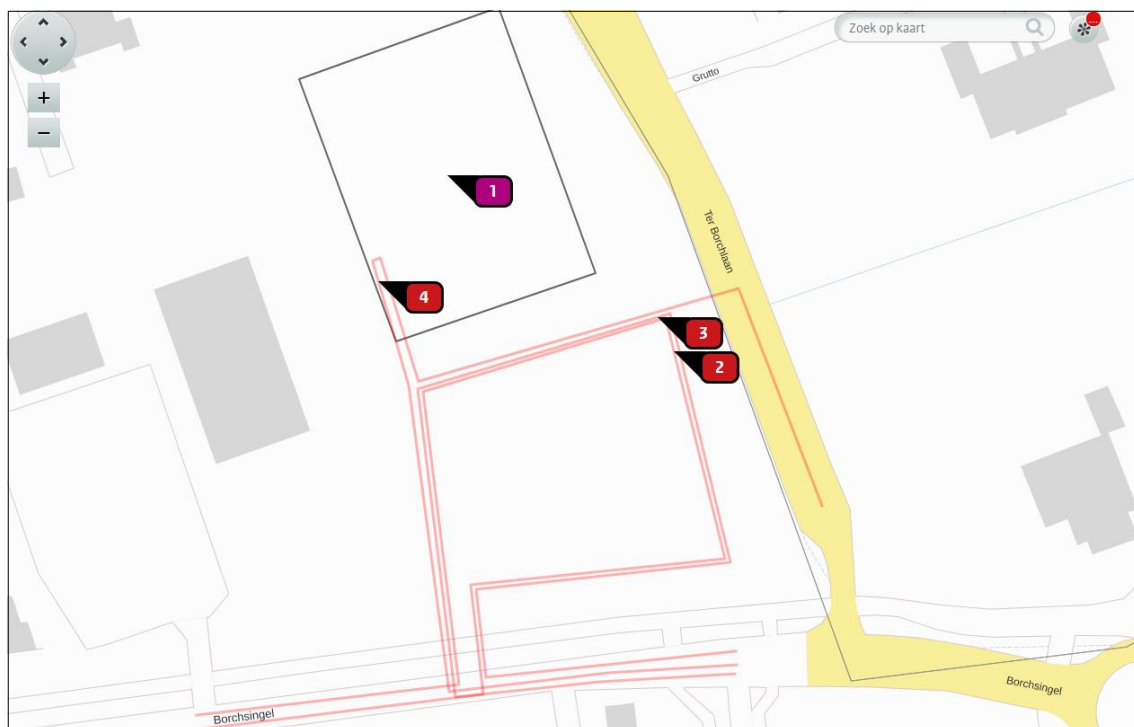 Zoek op kaart
...
Grutto
+
−
1
Ter Borchlaan
4
3
2
Borchsingel
Borchsingel